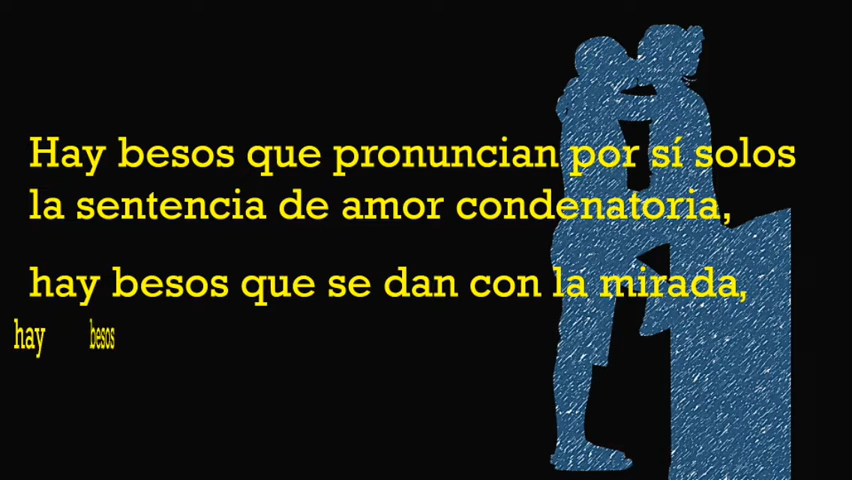 Hay besos que pronuncian por sí solos
la sentencia de amor condenatoria,
hay besos que se dan con la mirada,
hay besos